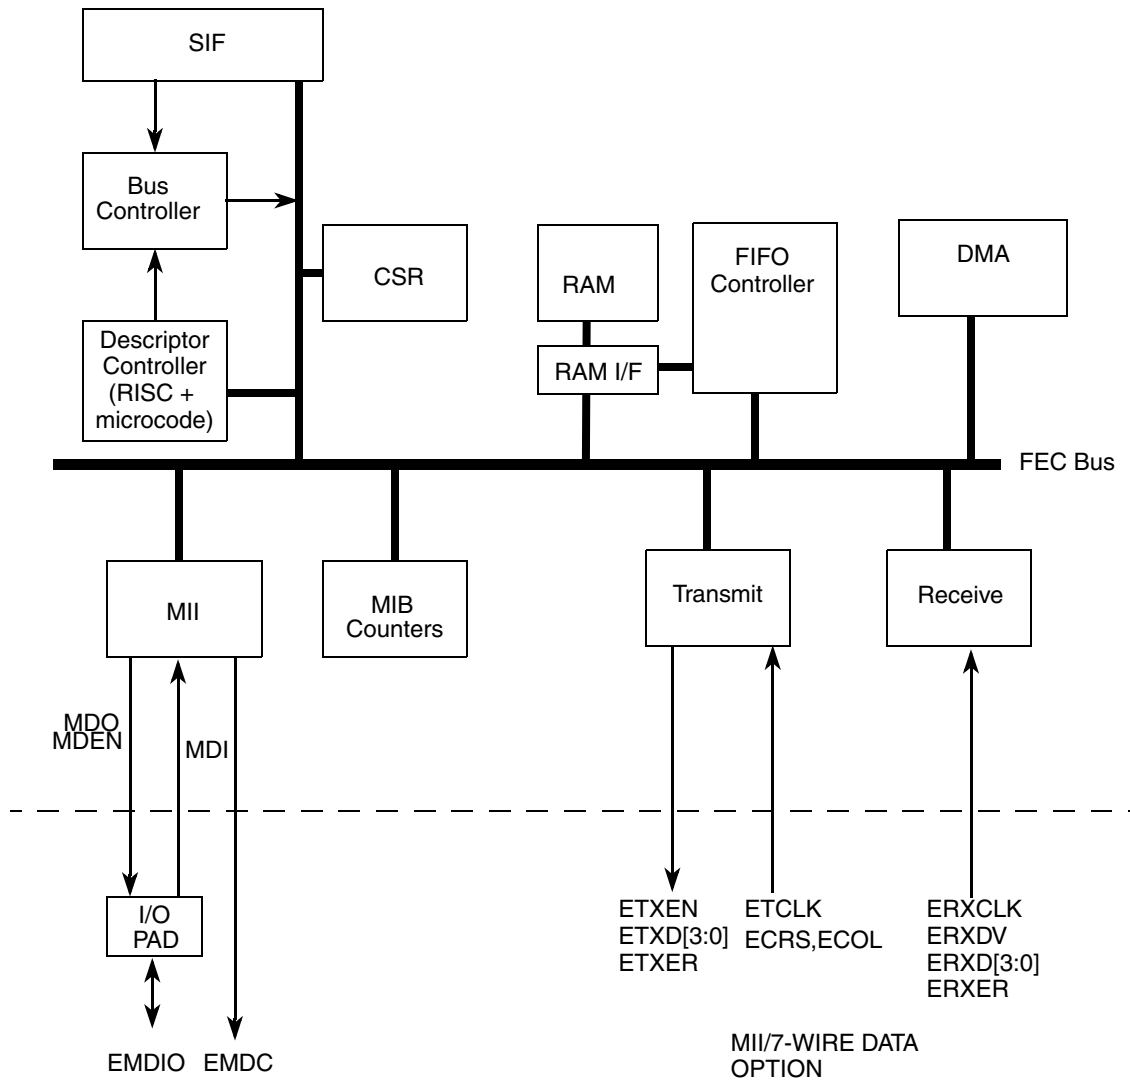 SIF
Bus
Controller
CSR
RAM
FIFO
Controller
DMA
Descriptor
Controller
(RISC +
microcode)
RAM I/F
FEC Bus
MII
MIB
Counters
Transmit
Receive
MDO
MDEN
MDI
I/O
PAD
ETXEN
ETXD[3:0]
ETXER
ETCLK
ECRS,ECOL
ERXCLK
ERXDV
ERXD[3:0]
ERXER
EMDIO
EMDC
MII/7-WIRE DATA
OPTION